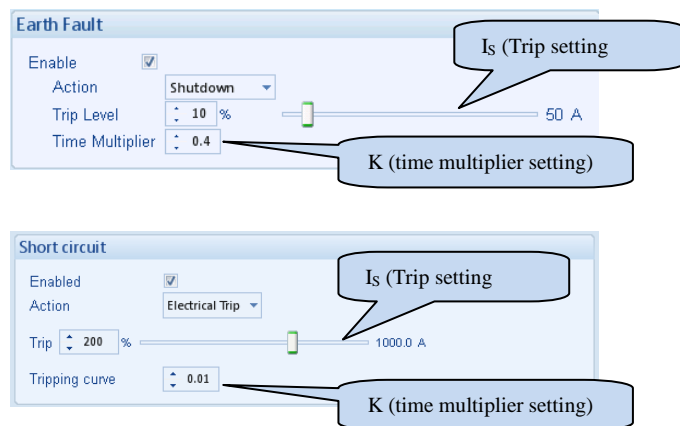 Earth Fault
Is (Trip setting
Enable
Action Shutdown
Trip Level 10 % 50 A
Time Multiplier 0.4
K (time multiplier setting)
Short circuit
Is (Trip setting
Enabled
Action Electrical Trip
Trip 200 % 1000.0 A
Tripping curve 0.01
K (time multiplier setting)